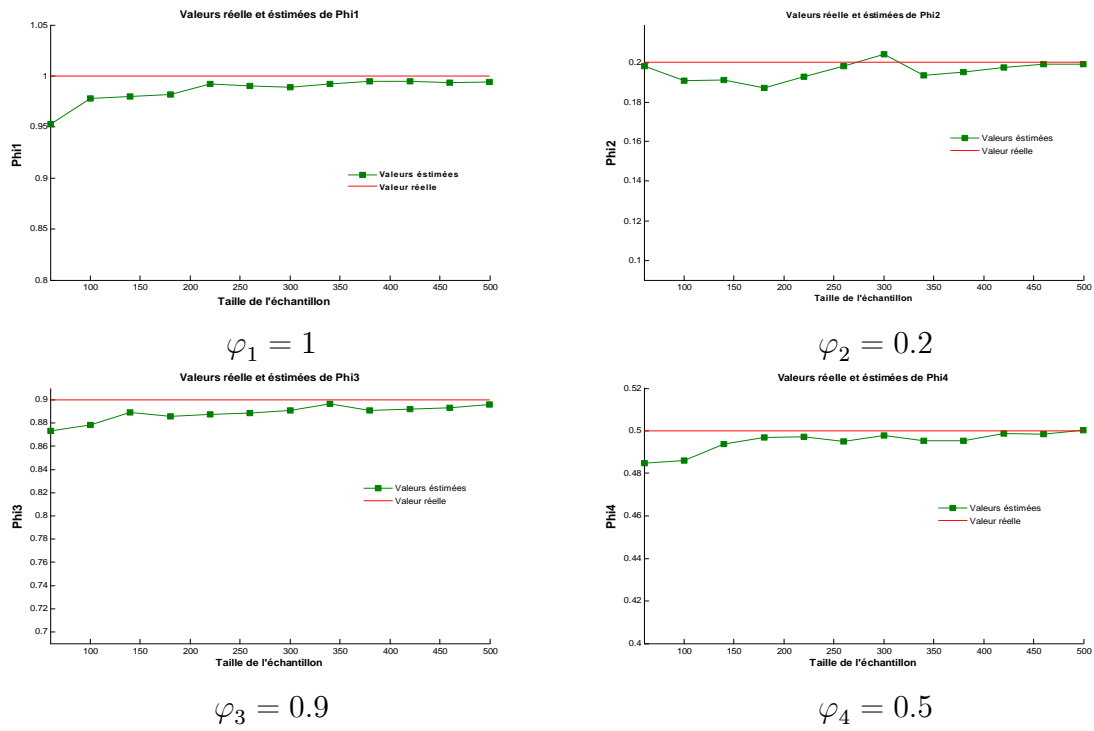 Valeurs réelle et éstimées de Phi1
1.05
1
0.95
0.9
0.85
0.8
Phi1
Valeurs éstimées
Valeur réelle
100 150 200 250 300 350 400 450 500
Taille de l'échantillon
φ1 = 1
Valeurs réelle et éstimées de Phi2
0.2
0.18
0.16
0.14
0.12
0.1
Phi2
Valeurs éstimées
Valeur réelle
100 150 200 250 300 350 400 450 500
Taille de l'échantillon
φ2 = 0.2
Valeurs réelle et éstimées de Phi3
0.9
0.88
0.86
0.84
0.82
0.8
0.78
0.76
0.74
0.72
0.7
Phi3
Valeurs éstimées
Valeur réelle
100 150 200 250 300 350 400 450 500
Taille de l'échantillon
φ3 = 0.9
Valeurs réelle et éstimées de Phi4
0.52
0.5
0.48
0.46
0.44
0.42
0.4
Phi4
Valeurs éstimées
Valeur réelle
100 150 200 250 300 350 400 450 500
Taille de l'échantillon
φ4 = 0.5